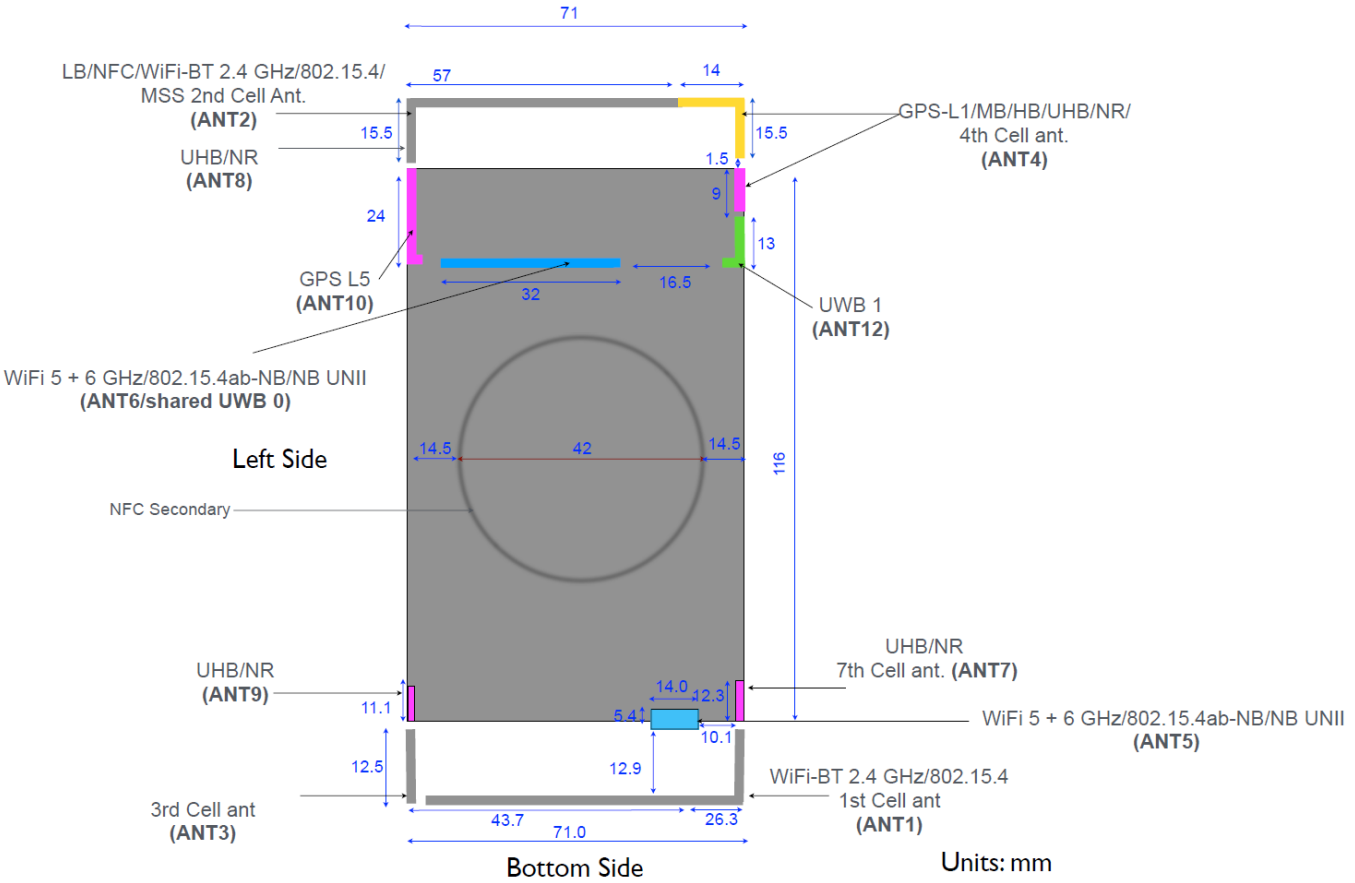 71
57
14
LB/NFC/WiFi-BT 2.4 GHz/802.15.4/
MSS 2nd Cell Ant.
(ANT2)
15.5
15.5
GPS-L1/MB/HB/UHB/NR/
4th Cell ant.
(ANT4)
UHB/NR
(ANT8)
1.5
9
24
13
GPS L5
(ANT10)
32
16.5
UWB 1
(ANT12)
WiFi 5 + 6 GHz/802.15.4ab-NB/NB UNII
(ANT6/shared UWB 0)
Left Side
14.5
42
14.5
116
NFC Secondary
UHB/NR
(ANT9)
11.1
UHB/NR
7th Cell ant. (ANT7)
14.0
12.3
5.4
10.1
WiFi 5 + 6 GHz/802.15.4ab-NB/NB UNII
(ANT5)
12.5
12.9
WiFi-BT 2.4 GHz/802.15.4
1st Cell ant
(ANT1)
3rd Cell ant
(ANT3)
43.7
26.3
71.0
Bottom Side
Units: mm